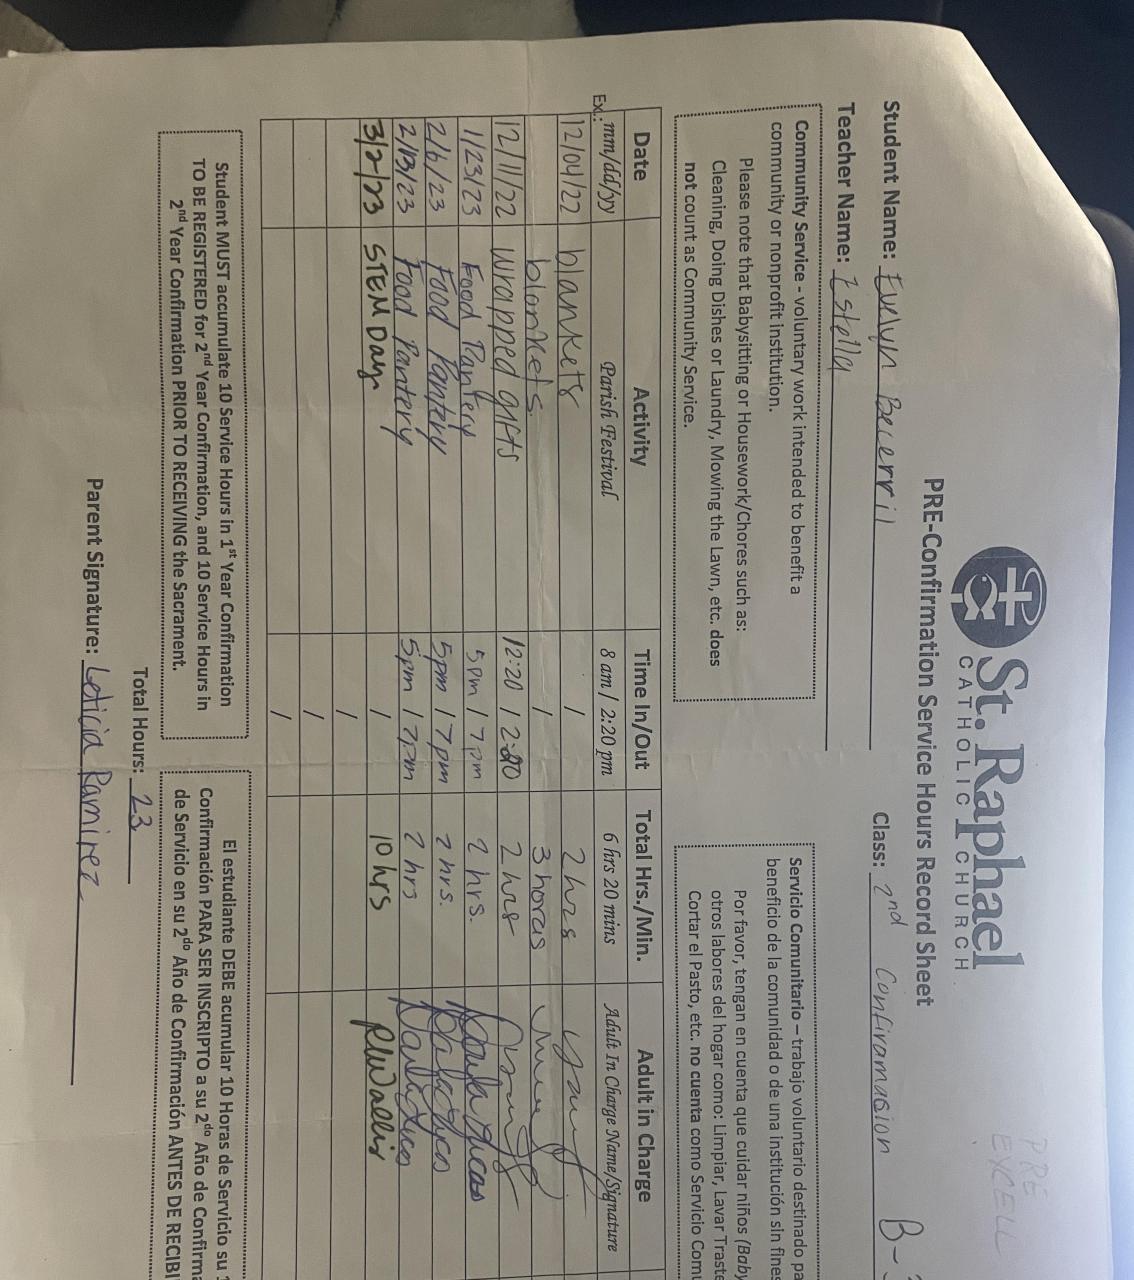 St. Raphael
CATHOLIC CHURCH
PRE
EXCELL
PRE-Confirmation Service Hours Record Sheet
Student Name: Evelyn Becerril
Class: 2nd Confiramasion B-
Teacher Name: Estella
Community Service - voluntary work intended to benefit a
community or nonprofit institution.
Please note that Babysitting or Housework/Chores such as:
Cleaning, Doing Dishes or Laundry, Mowing the Lawn, etc. does
not count as Community Service.
Servicio Comunitario – trabajo voluntario destinado pa
beneficio de la comunidad o de una institución sin fines
Por favor, tengan en cuenta que cuidar niños (Baby
otros labores del hogar como: Limpiar, Lavar Traste
Cortar el Pasto, etc. no cuenta como Servicio Comu
Date Activity Time In/Out Total Hrs./Min. Adult in Charge
Ex.: mm/dd/yy Parish Festival 8 am / 2:20 pm 6 hrs 20 mins Adult In Charge Name/Signature
12/04/22 blankets / 2 hrs
blankets. / 3 horas
12/11/22 Wrapped gifts 12:20 / 2:20 2 hrs
1/23/23 Food Pantery 5pm / 7pm 2 hrs.
2/6/23 Food Pantery 5pm / 7pm 2 hrs.
2/13/23 Food Pantery 5pm / 7pm 2 hrs
3/2/23 STEM Day / 10 hrs
/
/
/
Student MUST accumulate 10 Service Hours in 1st Year Confirmation
TO BE REGISTERED for 2nd Year Confirmation, and 10 Service Hours in
2nd Year Confirmation PRIOR TO RECEIVING the Sacrament.
El estudiante DEBE acumular 10 Horas de Servicio su 1
Confirmación PARA SER INSCRIPTO a su 2do Año de Confirma
de Servicio en su 2do Año de Confirmación ANTES DE RECIBI
Total Hours: 23
Parent Signature: Leticia Ramirez